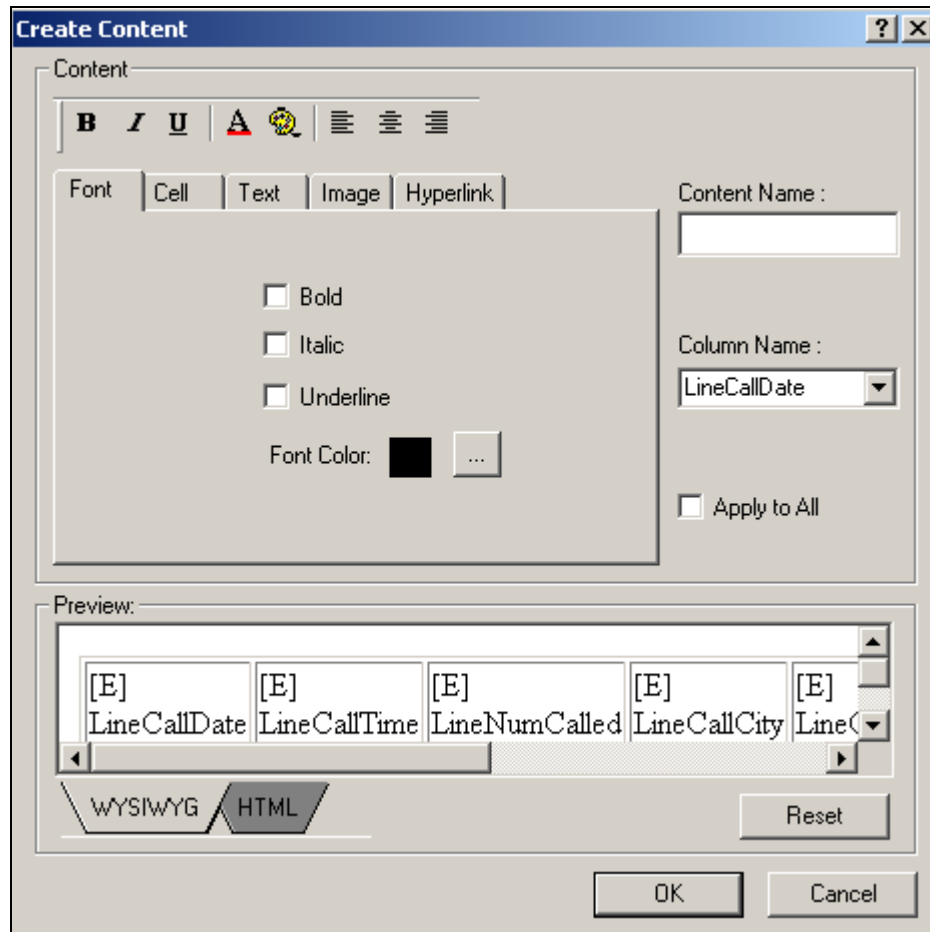 Create Content
Content
B I U A
Font Cell Text Image Hyperlink
Content Name :
Bold
Italic
Column Name :
LineCallDate
Underline
Font Color: ...
Apply to All
Preview:
[E] [E] [E] [E] [E]
LineCallDate LineCallTime LineNumCalled LineCallCity
WYSIWYG HTML
Reset
OK Cancel